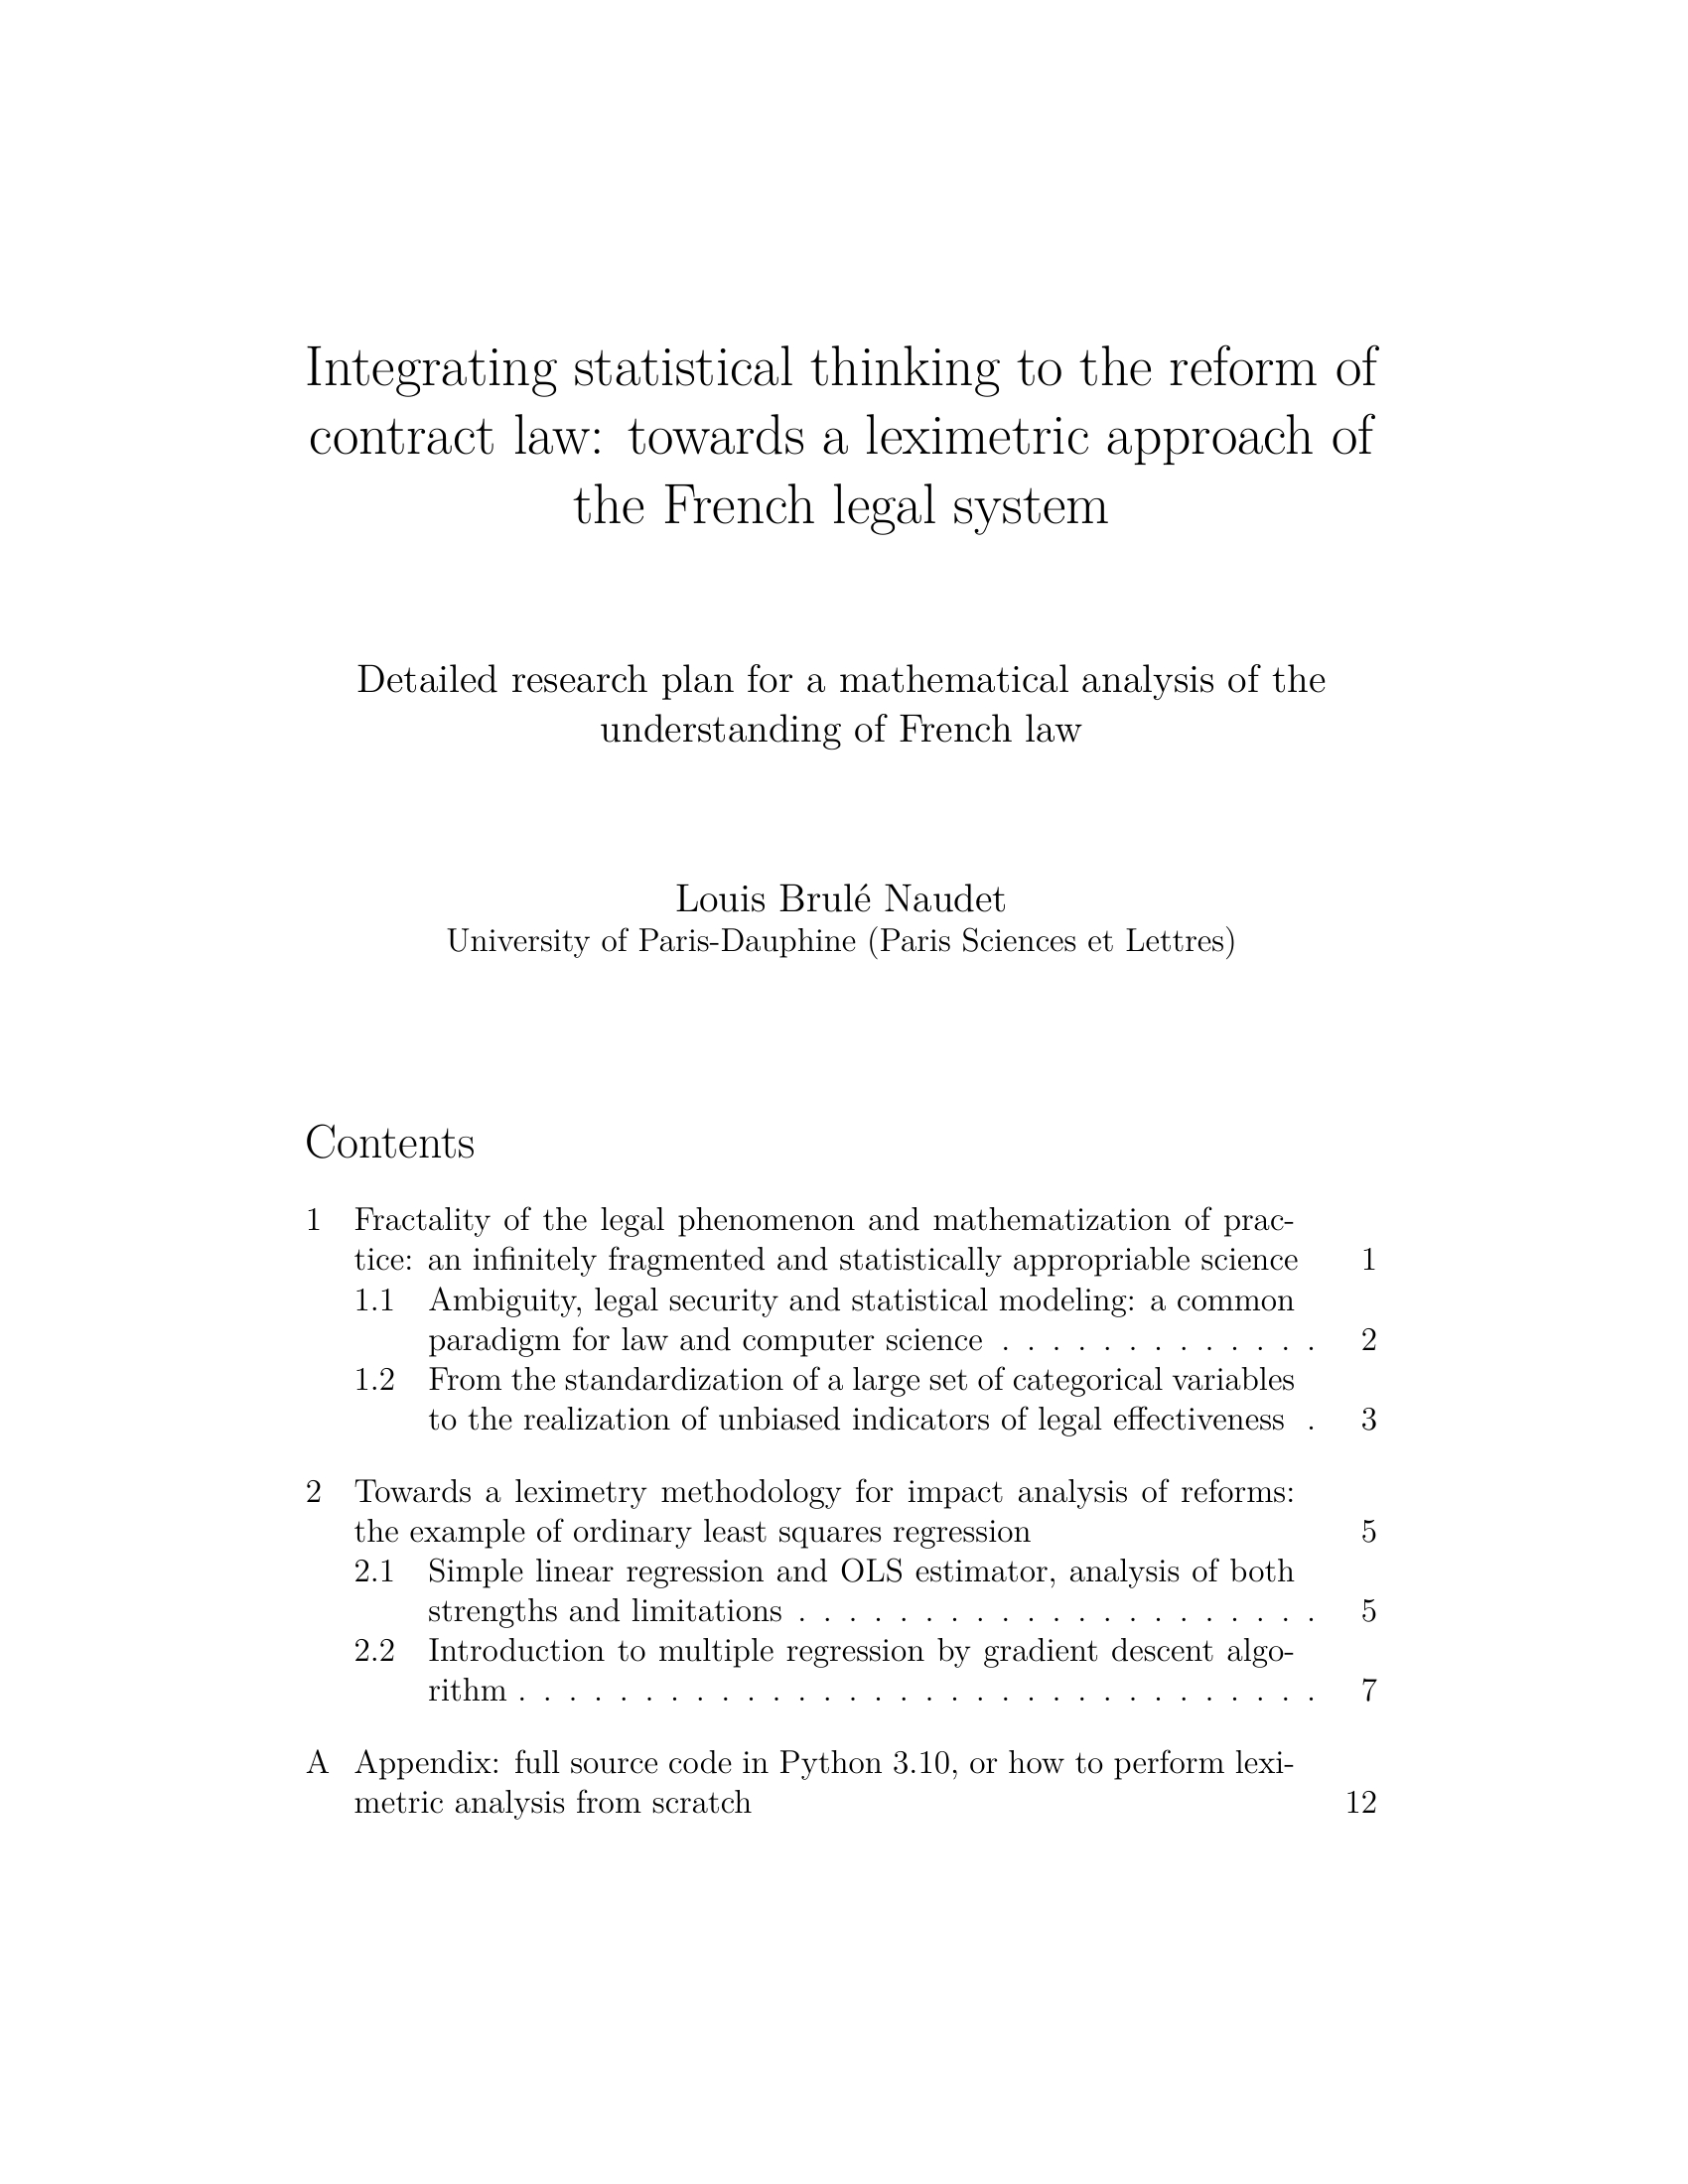 Integrating statistical thinking to the reform of
contract law: towards a leximetric approach of
the French legal system
Detailed research plan for a mathematical analysis of the
understanding of French law
Louis Brulé Naudet
University of Paris-Dauphine (Paris Sciences et Lettres)
Contents
1 Fractality of the legal phenomenon and mathematization of prac-
tice: an infinitely fragmented and statistically appropriable science 1
1.1 Ambiguity, legal security and statistical modeling: a common
paradigm for law and computer science . . . . . . . . . . . . . 2
1.2 From the standardization of a large set of categorical variables
to the realization of unbiased indicators of legal effectiveness . 3
2 Towards a leximetry methodology for impact analysis of reforms:
the example of ordinary least squares regression 5
2.1 Simple linear regression and OLS estimator, analysis of both
strengths and limitations . . . . . . . . . . . . . . . . . . . . . 5
2.2 Introduction to multiple regression by gradient descent algo-
rithm . . . . . . . . . . . . . . . . . . . . . . . . . . . . . . . . 7
A Appendix: full source code in Python 3.10, or how to perform lexi-
metric analysis from scratch 12